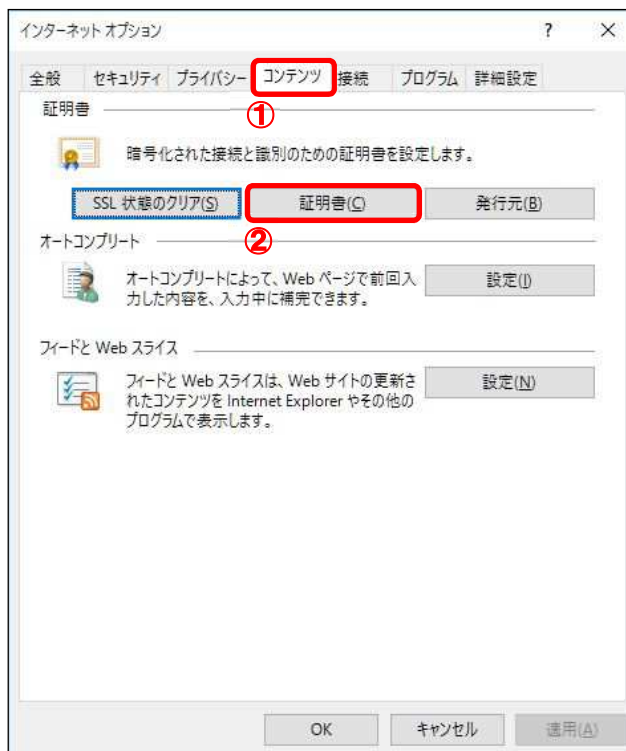 インターネット オプション ? ×
全般 セキュリティ プライバシー コンテンツ 接続 プログラム 詳細設定
①
証明書
暗号化された接続と識別のための証明書を設定します。
SSL 状態のクリア(S) 証明書(C) 発行元(B)
②
オートコンプリート
オートコンプリートによって、Web ページで前回入
力した内容を、入力中に補完できます。
設定(I)
フィードと Web スライス
フィードと Web スライスは、Web サイトの更新さ
れたコンテンツを Internet Explorer やその他の
プログラムで表示します。
設定(N)
OK キャンセル 適用(A)